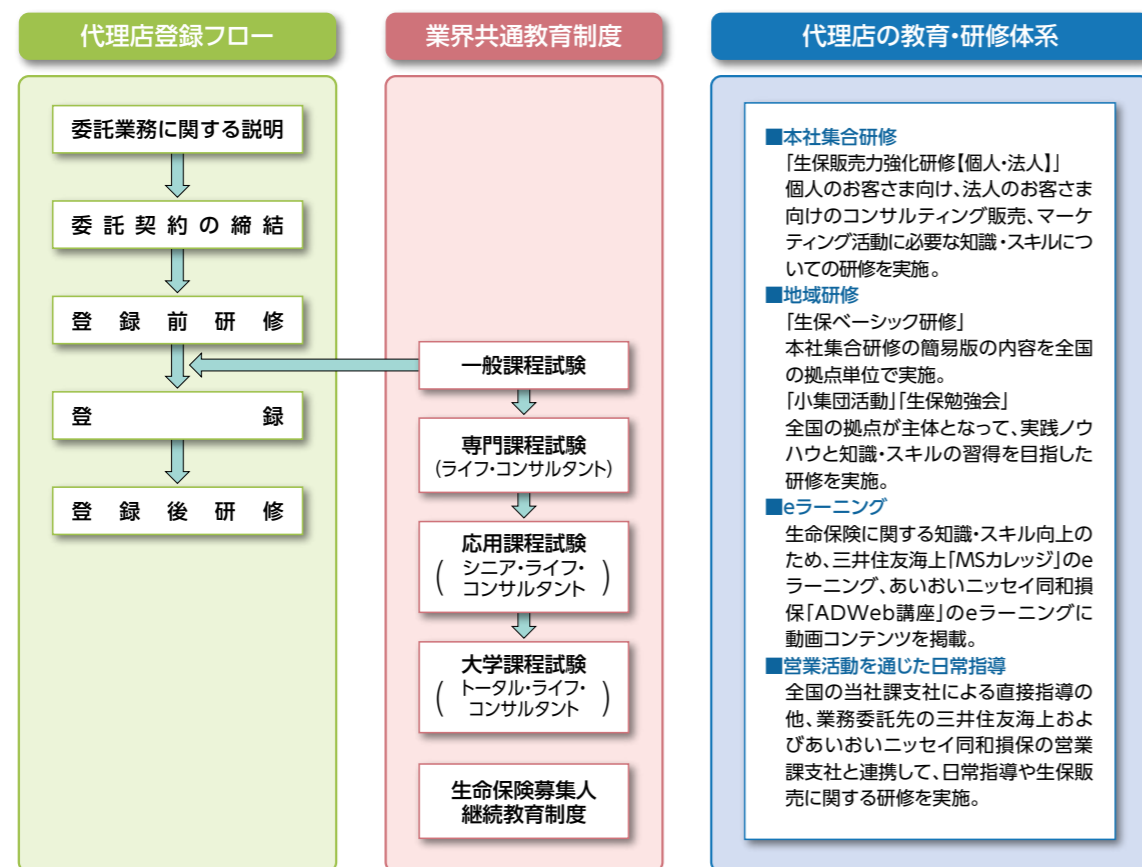 代理店登録フロー
委託業務に関する説明
委託契約の締結
登録前研修
登録
登録後研修
業界共通教育制度
一般課程試験
専門課程試験
(ライフ・コンサルタント)
応用課程試験
(シニア・ライフ・
コンサルタント)
大学課程試験
(トータル・ライフ・
コンサルタント)
生命保険募集人
継続教育制度
代理店の教育・研修体系
■本社集合研修
「生保販売力強化研修【個人・法人】」
個人のお客さま向け、法人のお客さま
向けのコンサルティング販売、マーケ
ティング活動に必要な知識・スキルにつ
いての研修を実施。
■地域研修
「生保ベーシック研修」
本社集合研修の簡易版の内容を全国
の拠点単位で実施。
「小集団活動」「生保勉強会」
全国の拠点が主体となって、実践ノウ
ハウと知識・スキルの習得を目指した
研修を実施。
■eラーニング
生命保険に関する知識・スキル向上の
ため、三井住友海上「MSカレッジ」のe
ラーニング、あいおいニッセイ同和損
保「ADWeb講座」のeラーニングに
動画コンテンツを掲載。
■営業活動を通じた日常指導
全国の当社課支社による直接指導の
他、業務委託先の三井住友海上およ
びあいおいニッセイ同和損保の営業
課支社と連携して、日常指導や生保販
売に関する研修を実施。